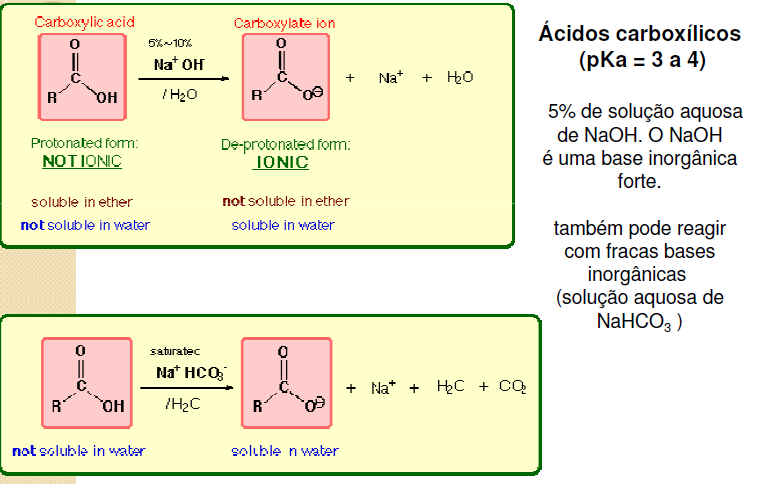 Carboxylic acid
Carboxylate ion
O
C
R
OH
5%~10%
Na+ OH-
/ H2O
O
C
R
O⊖
+ Na+ + H2O
Protonated form:
NOT IONIC
De-protonated form:
IONIC
soluble in ether
not soluble in ether
not soluble in water
soluble in water
Ácidos carboxílicos
(pKa = 3 a 4)
5% de solução aquosa
de NaOH. O NaOH
é uma base inorgânica
forte.
também pode reagir
com fracas bases
inorgânicas
(solução aquosa de
NaHCO3 )
O
C
R
OH
saturatec
Na+ HCO3-
/H2C
O
C
R
O⊖
+ Na+ + H2C + CO2
not soluble in water
soluble n water